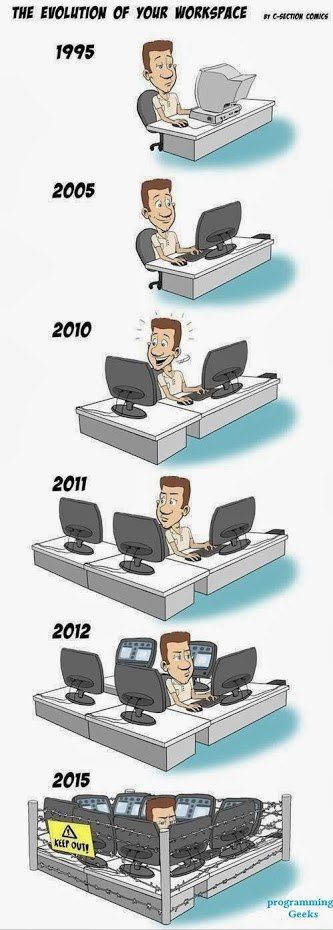 THE EVOLUTION OF YOUR WORKSPACE BY C-SECTION COMICS
1995
2005
2010
2011
2012
2015
KEEP OUT!
programming
Geeks